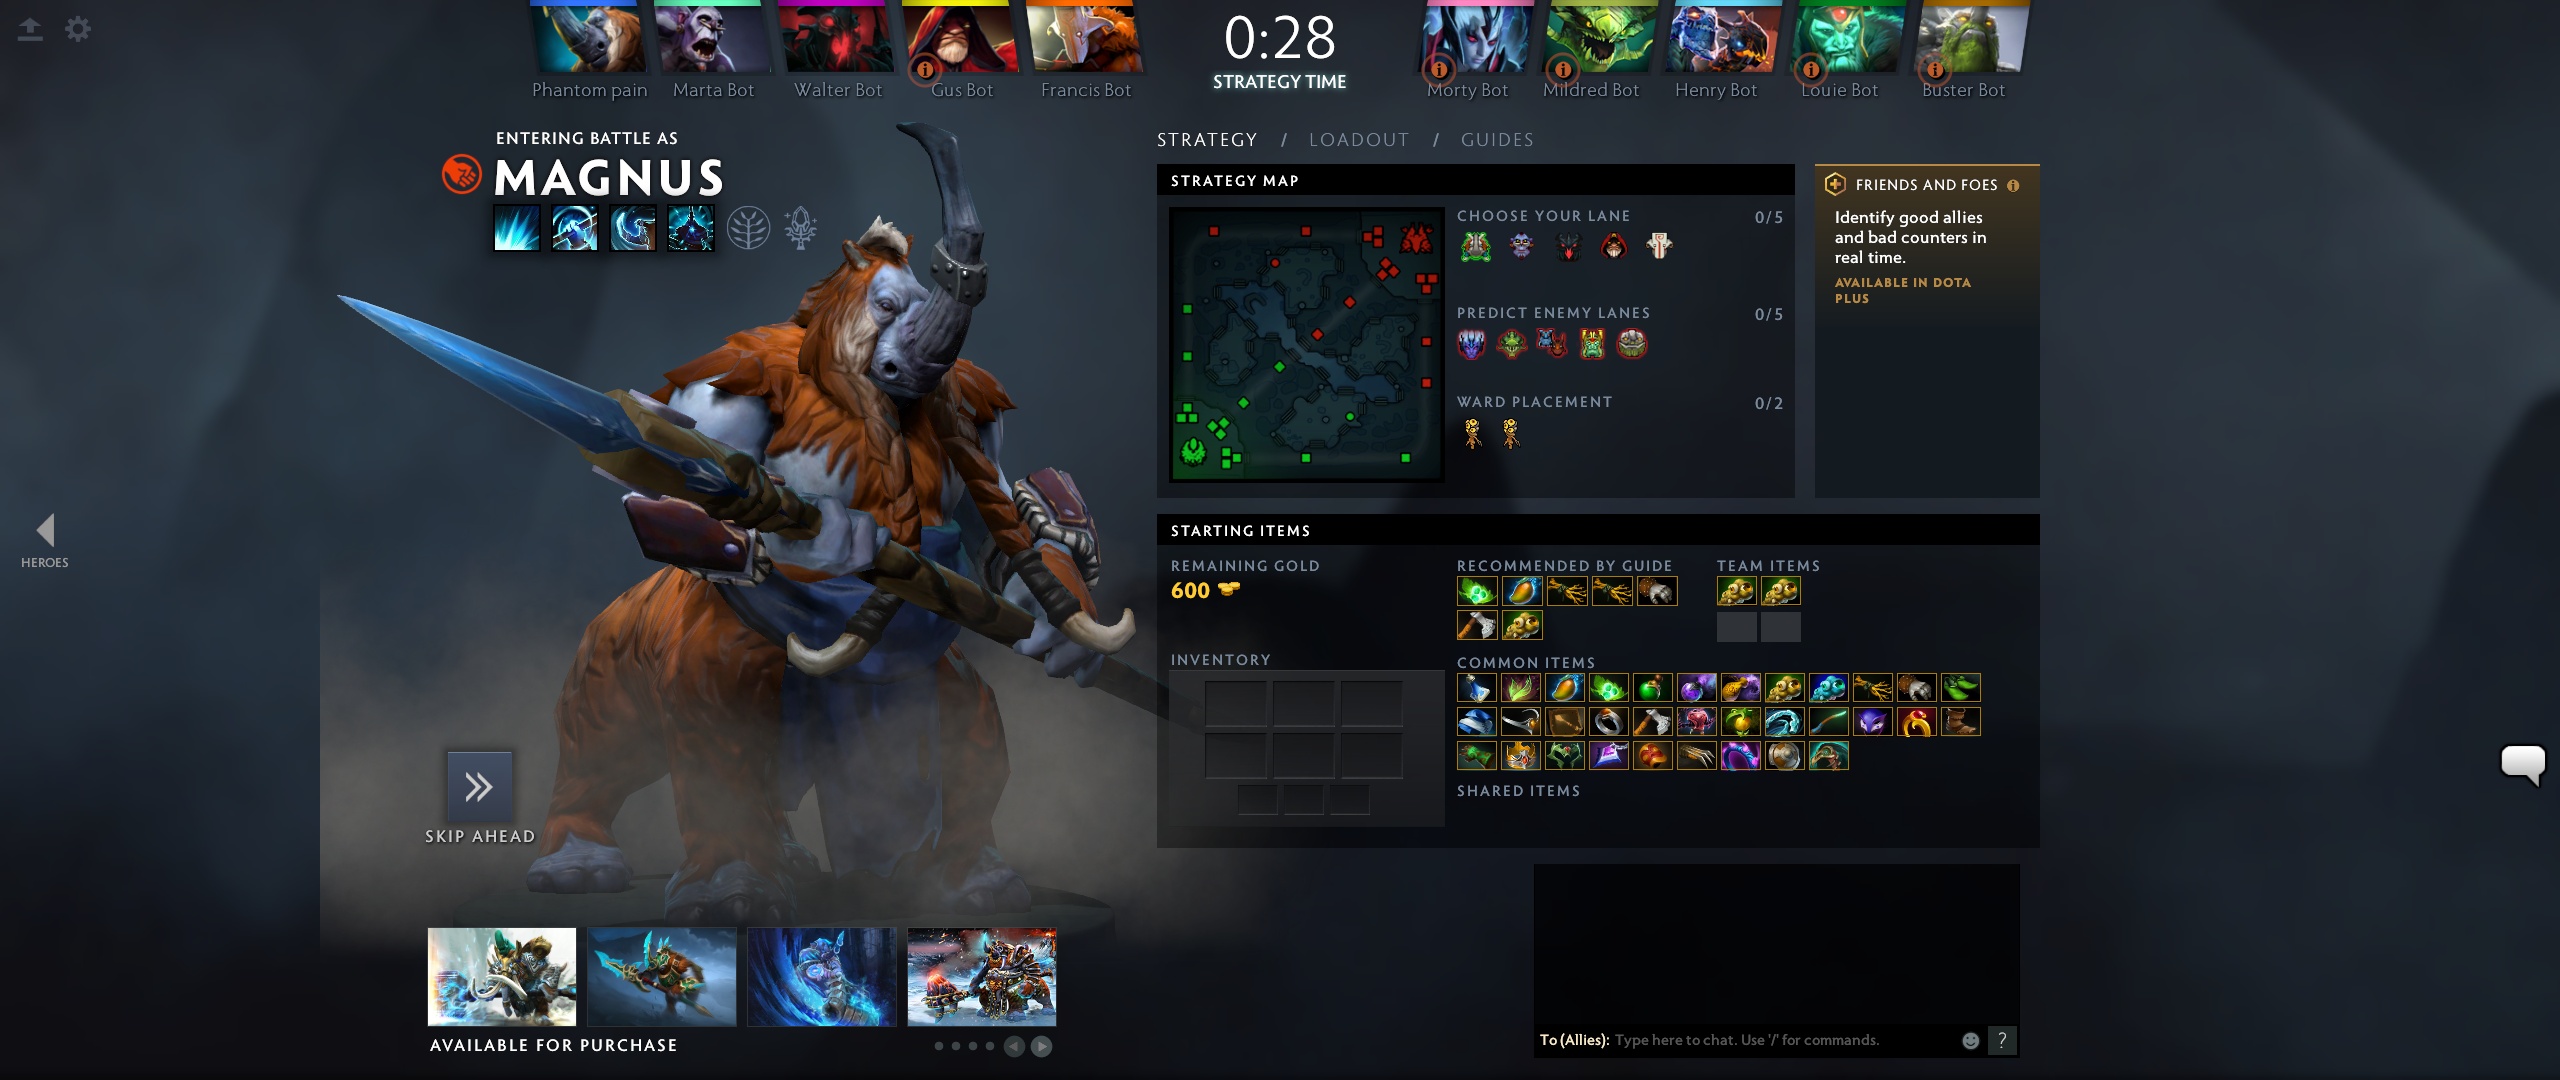 0:28
STRATEGY TIME
Phantom pain
Marta Bot
Walter Bot
Gus Bot
Francis Bot
Morty Bot
Mildred Bot
Henry Bot
Louie Bot
Buster Bot
ENTERING BATTLE AS
MAGNUS
STRATEGY / LOADOUT / GUIDES
STRATEGY MAP
CHOOSE YOUR LANE 0/5
PREDICT ENEMY LANES 0/5
WARD PLACEMENT 0/2
FRIENDS AND FOES
Identify good allies
and bad counters in
real time.
AVAILABLE IN DOTA
PLUS
HEROES
STARTING ITEMS
REMAINING GOLD
600
RECOMMENDED BY GUIDE
TEAM ITEMS
INVENTORY
COMMON ITEMS
SHARED ITEMS
SKIP AHEAD
AVAILABLE FOR PURCHASE
To (Allies): Type here to chat. Use '/' for commands.
?